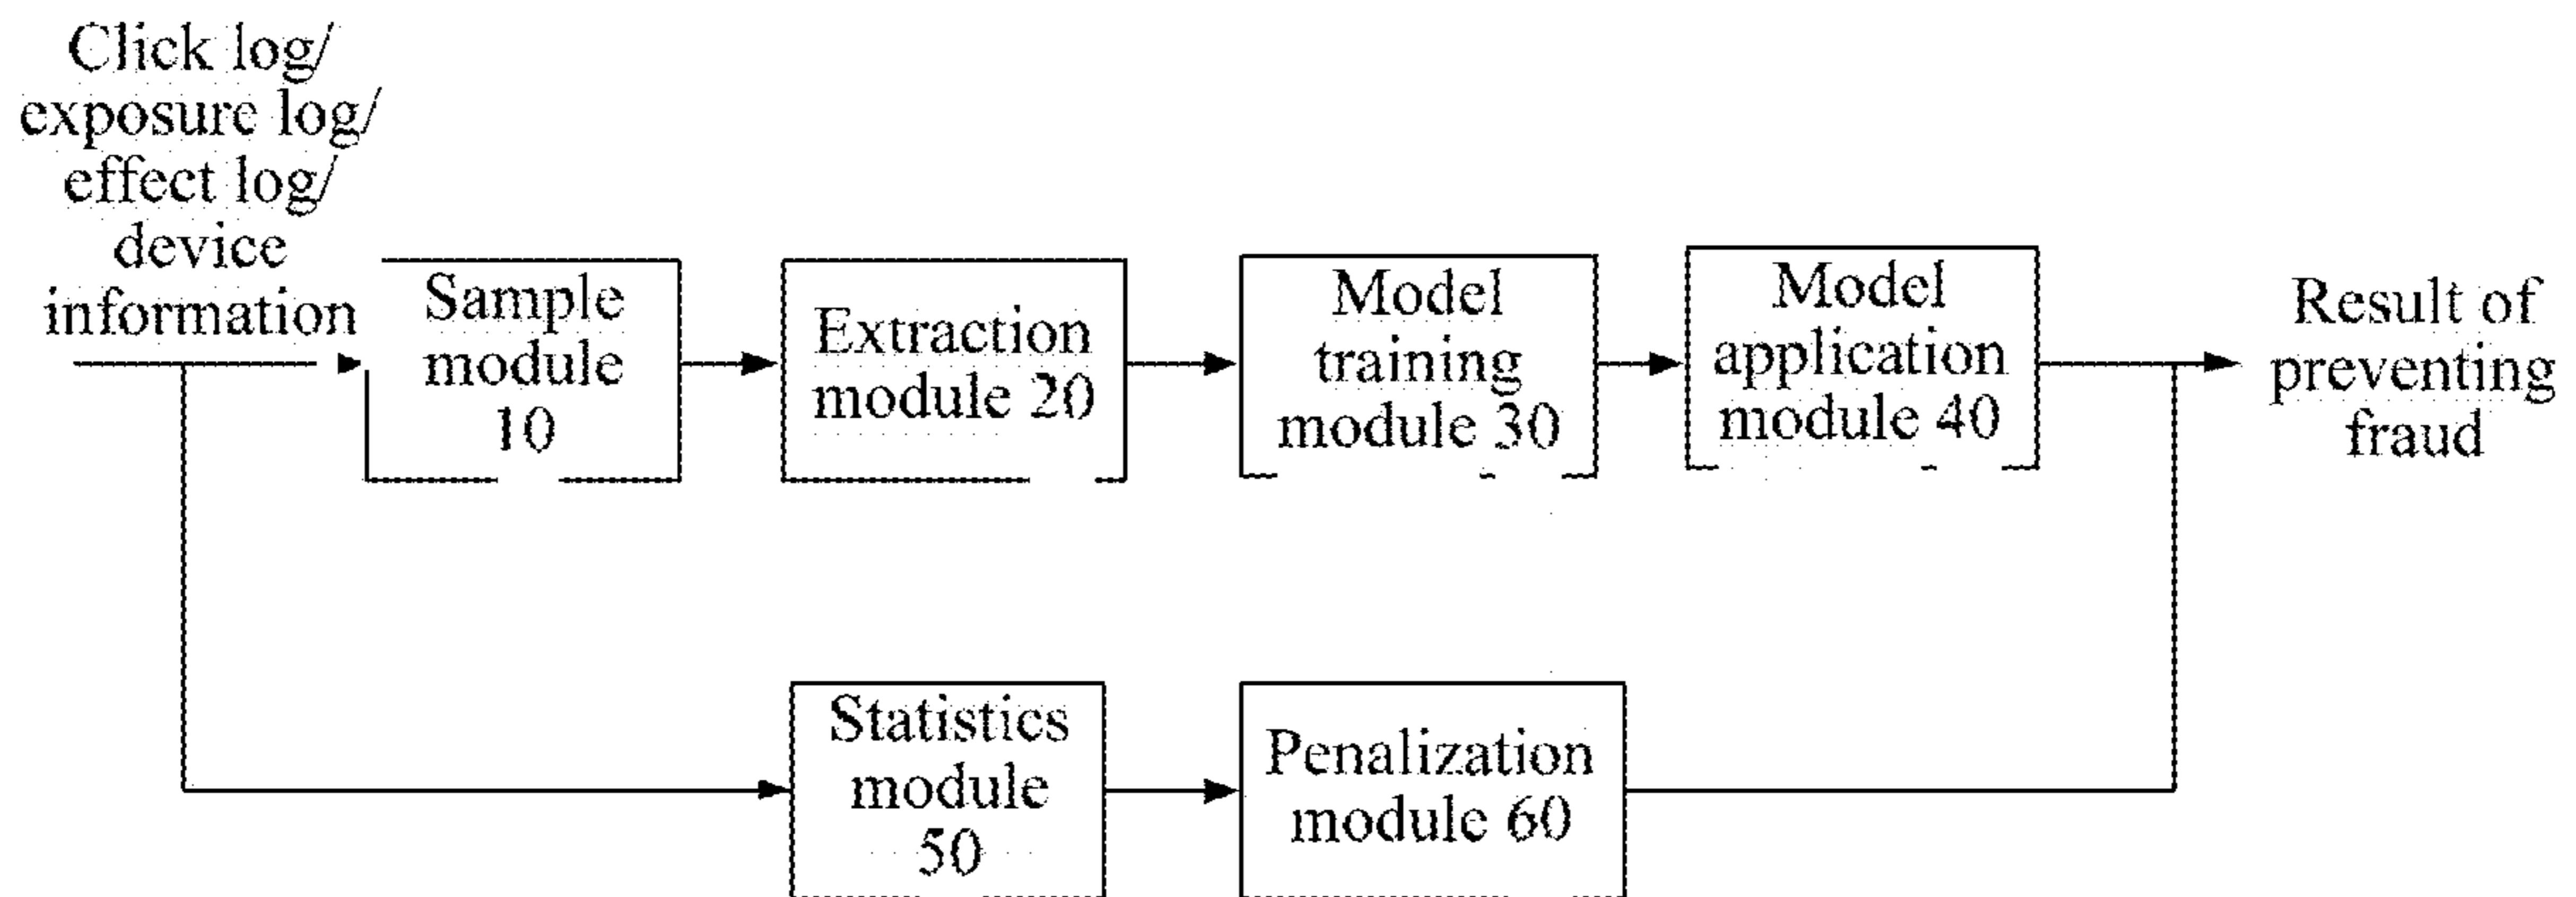 Click log/
exposure log/
effect log/
device
information
Sample
module
10
Extraction
module 20
Model
training
module 30
Model
application
module 40
Result of
preventing
fraud
Statistics
module
50
Penalization
module 60